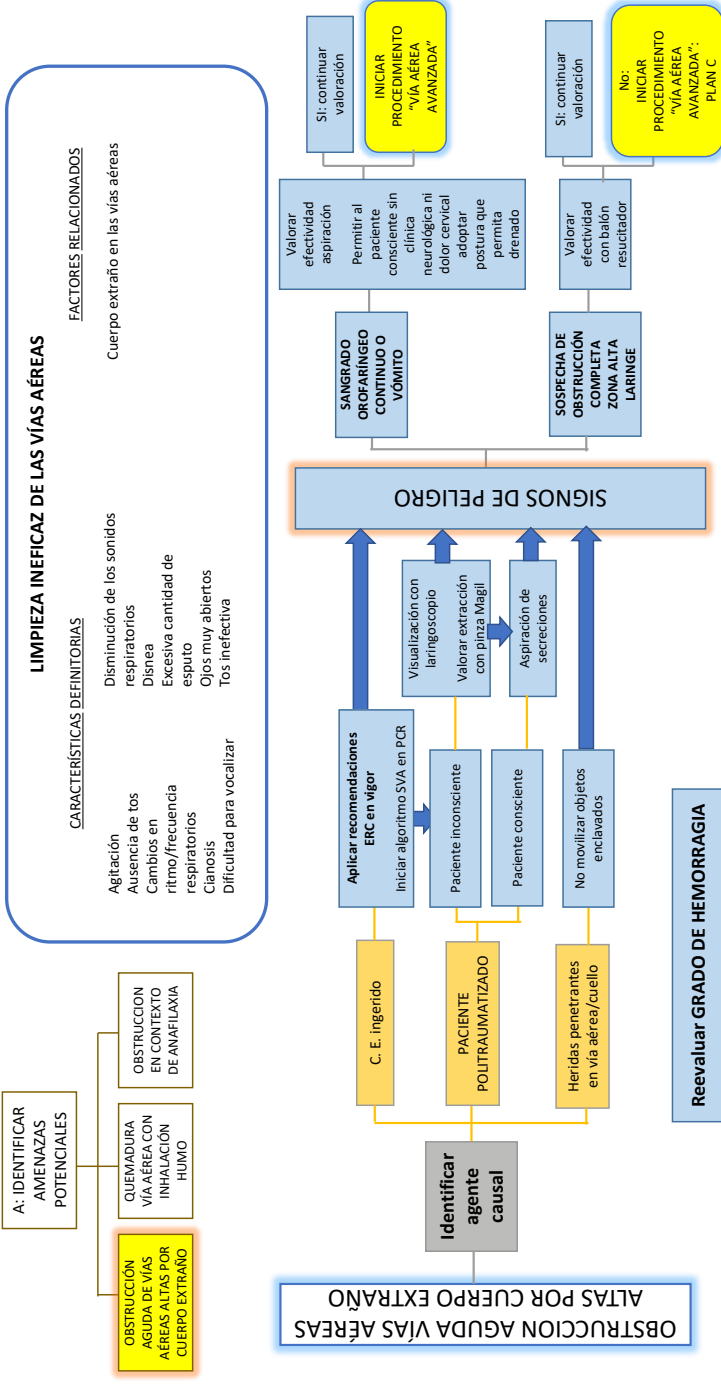 A: IDENTIFICAR
AMENAZAS
POTENCIALES
OBSTRUCCIÓN
AGUDA DE VÍAS
AÉREAS ALTAS POR
CUERPO EXTRAÑO
QUEMADURA
VÍA AÉREA CON
INHALACIÓN
HUMO
OBSTRUCCION
EN CONTEXTO
DE ANAFILAXIA
LIMPIEZA INEFICAZ DE LAS VÍAS AÉREAS
CARACTERÍSTICAS DEFINITORIAS
Agitación
Ausencia de tos
Cambios en
ritmo/frecuencia
respiratorios
Cianosis
Dificultad para vocalizar
Disminución de los sonidos
respiratorios
Disnea
Excesiva cantidad de
esputo
Ojos muy abiertos
Tos inefectiva
FACTORES RELACIONADOS
Cuerpo extraño en las vías aéreas
OBSTRUCCION AGUDA VÍAS AÉREAS
ALTAS POR CUERPO EXTRAÑO
Identificar
agente
causal
C. E. ingerido
PACIENTE
POLITRAUMATIZADO
Heridas penetrantes
en vía aérea/cuello
Aplicar recomendaciones
ERC en vigor
Iniciar algoritmo SVA en PCR
Paciente inconsciente
Paciente consciente
No movilizar objetos
enclavados
Visualización con
laringoscopio
Valorar extracción
con pinza Magil
Aspiración de
secreciones
SIGNOS DE PELIGRO
SANGRADO
OROFARÍNGEO
CONTINUO O
VÓMITO
Valorar
efectividad
aspiración
Permitir al
paciente
consciente sin
clínica
neurológica ni
dolor cervical
adoptar
postura que
permita
drenado
SI: continuar
valoración
INICIAR
PROCEDIMIENTO
“VÍA AÉREA
AVANZADA”
SOSPECHA DE
OBSTRUCCIÓN
COMPLETA
ZONA ALTA
LARINGE
Valorar
efectividad
con balón
resucitador
SI: continuar
valoración
No:
INICIAR
PROCEDIMIENTO
“VÍA AÉREA
AVANZADA”:
PLAN C
Reevaluar GRADO DE HEMORRAGIA